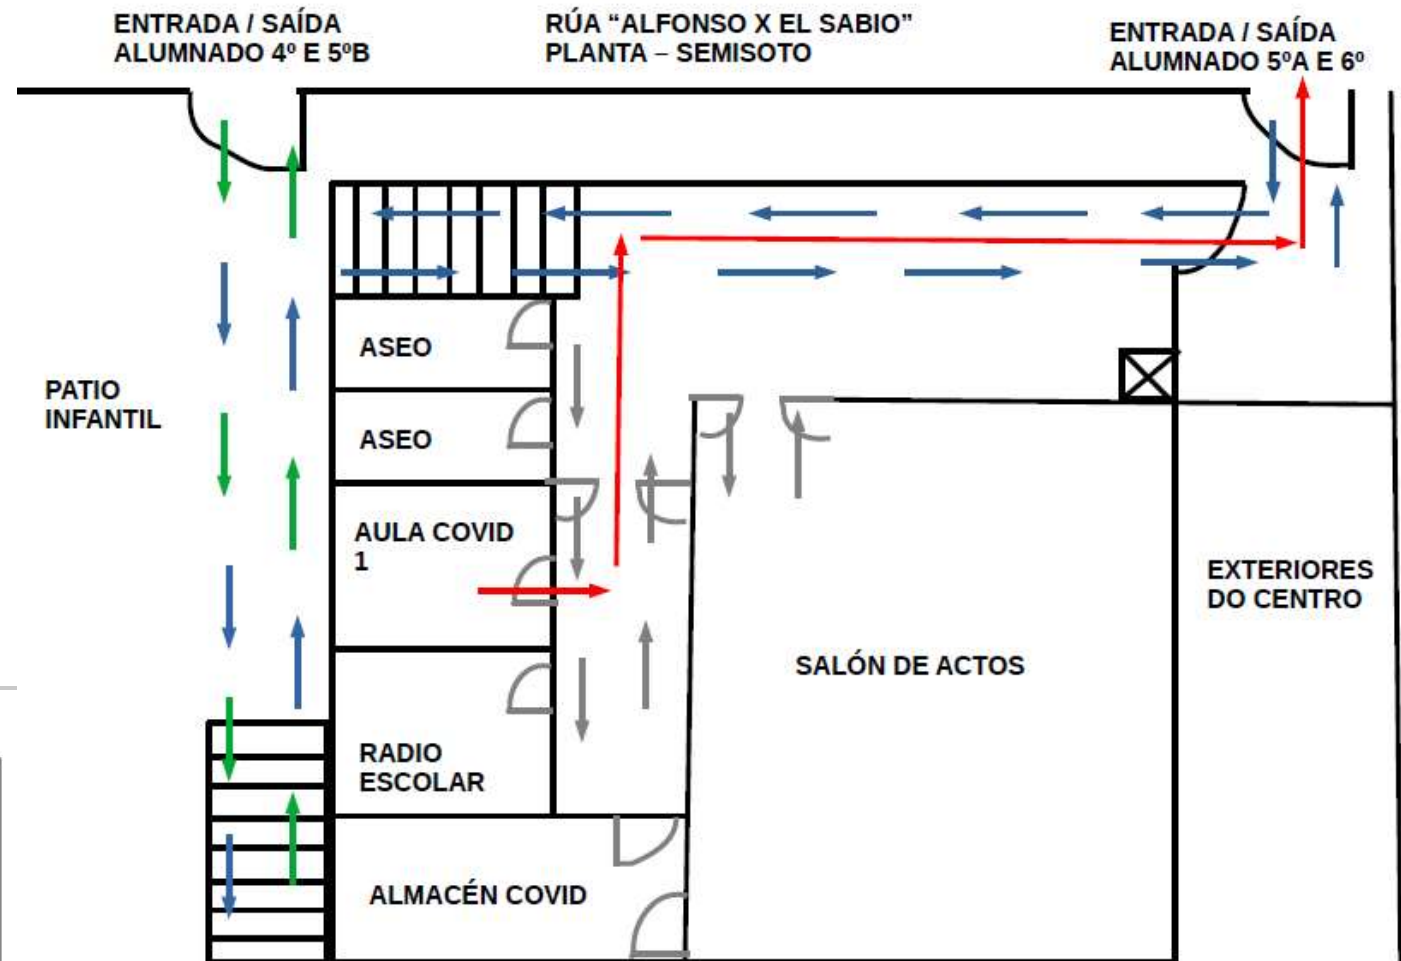 ENTRADA / SAÍDA
ALUMNADO 4º E 5ºB
RÚA “ALFONSO X EL SABIO”
PLANTA – SEMISOTO
ENTRADA / SAÍDA
ALUMNADO 5ºA E 6º
ASEO
PATIO
INFANTIL
ASEO
AULA COVID
1
EXTERIORES
DO CENTRO
SALÓN DE ACTOS
RADIO
ESCOLAR
ALMACÉN COVID